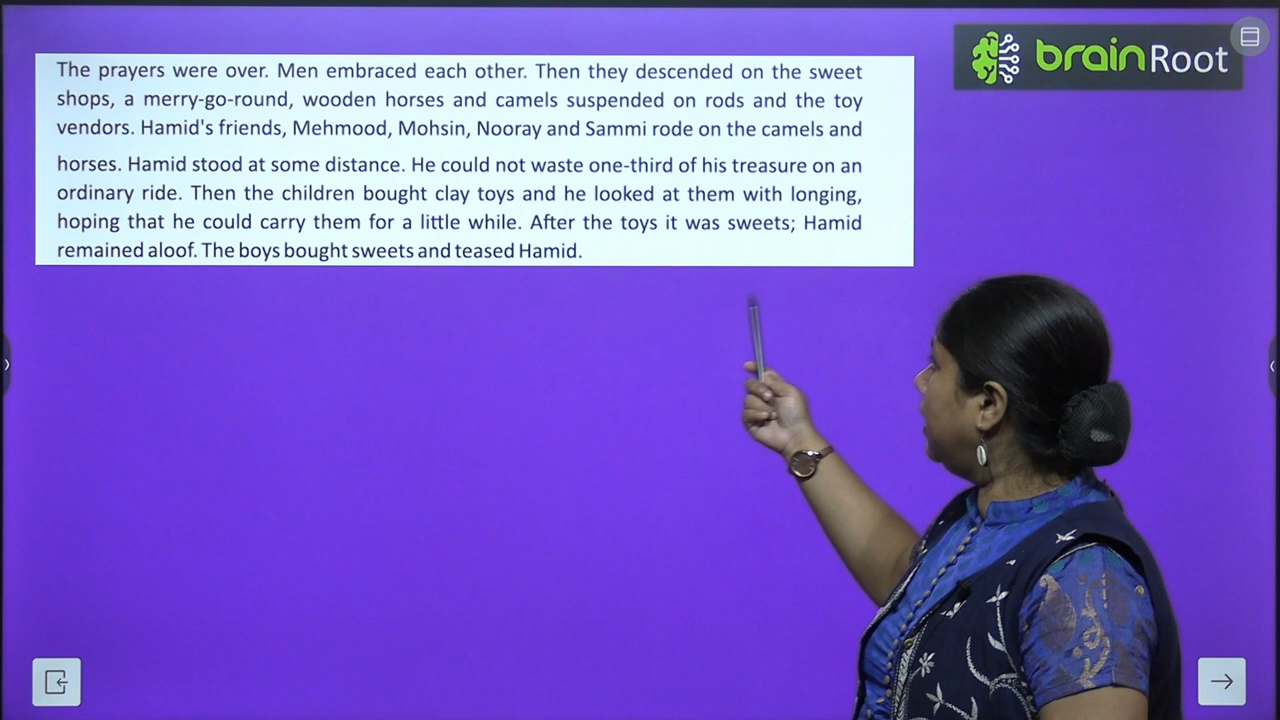 brainRoot
The prayers were over. Men embraced each other. Then they descended on the sweet
shops, a merry-go-round, wooden horses and camels suspended on rods and the toy
vendors. Hamid's friends, Mehmood, Mohsin, Nooray and Sammi rode on the camels and
horses. Hamid stood at some distance. He could not waste one-third of his treasure on an
ordinary ride. Then the children bought clay toys and he looked at them with longing,
hoping that he could carry them for a little while. After the toys it was sweets; Hamid
remained aloof. The boys bought sweets and teased Hamid.